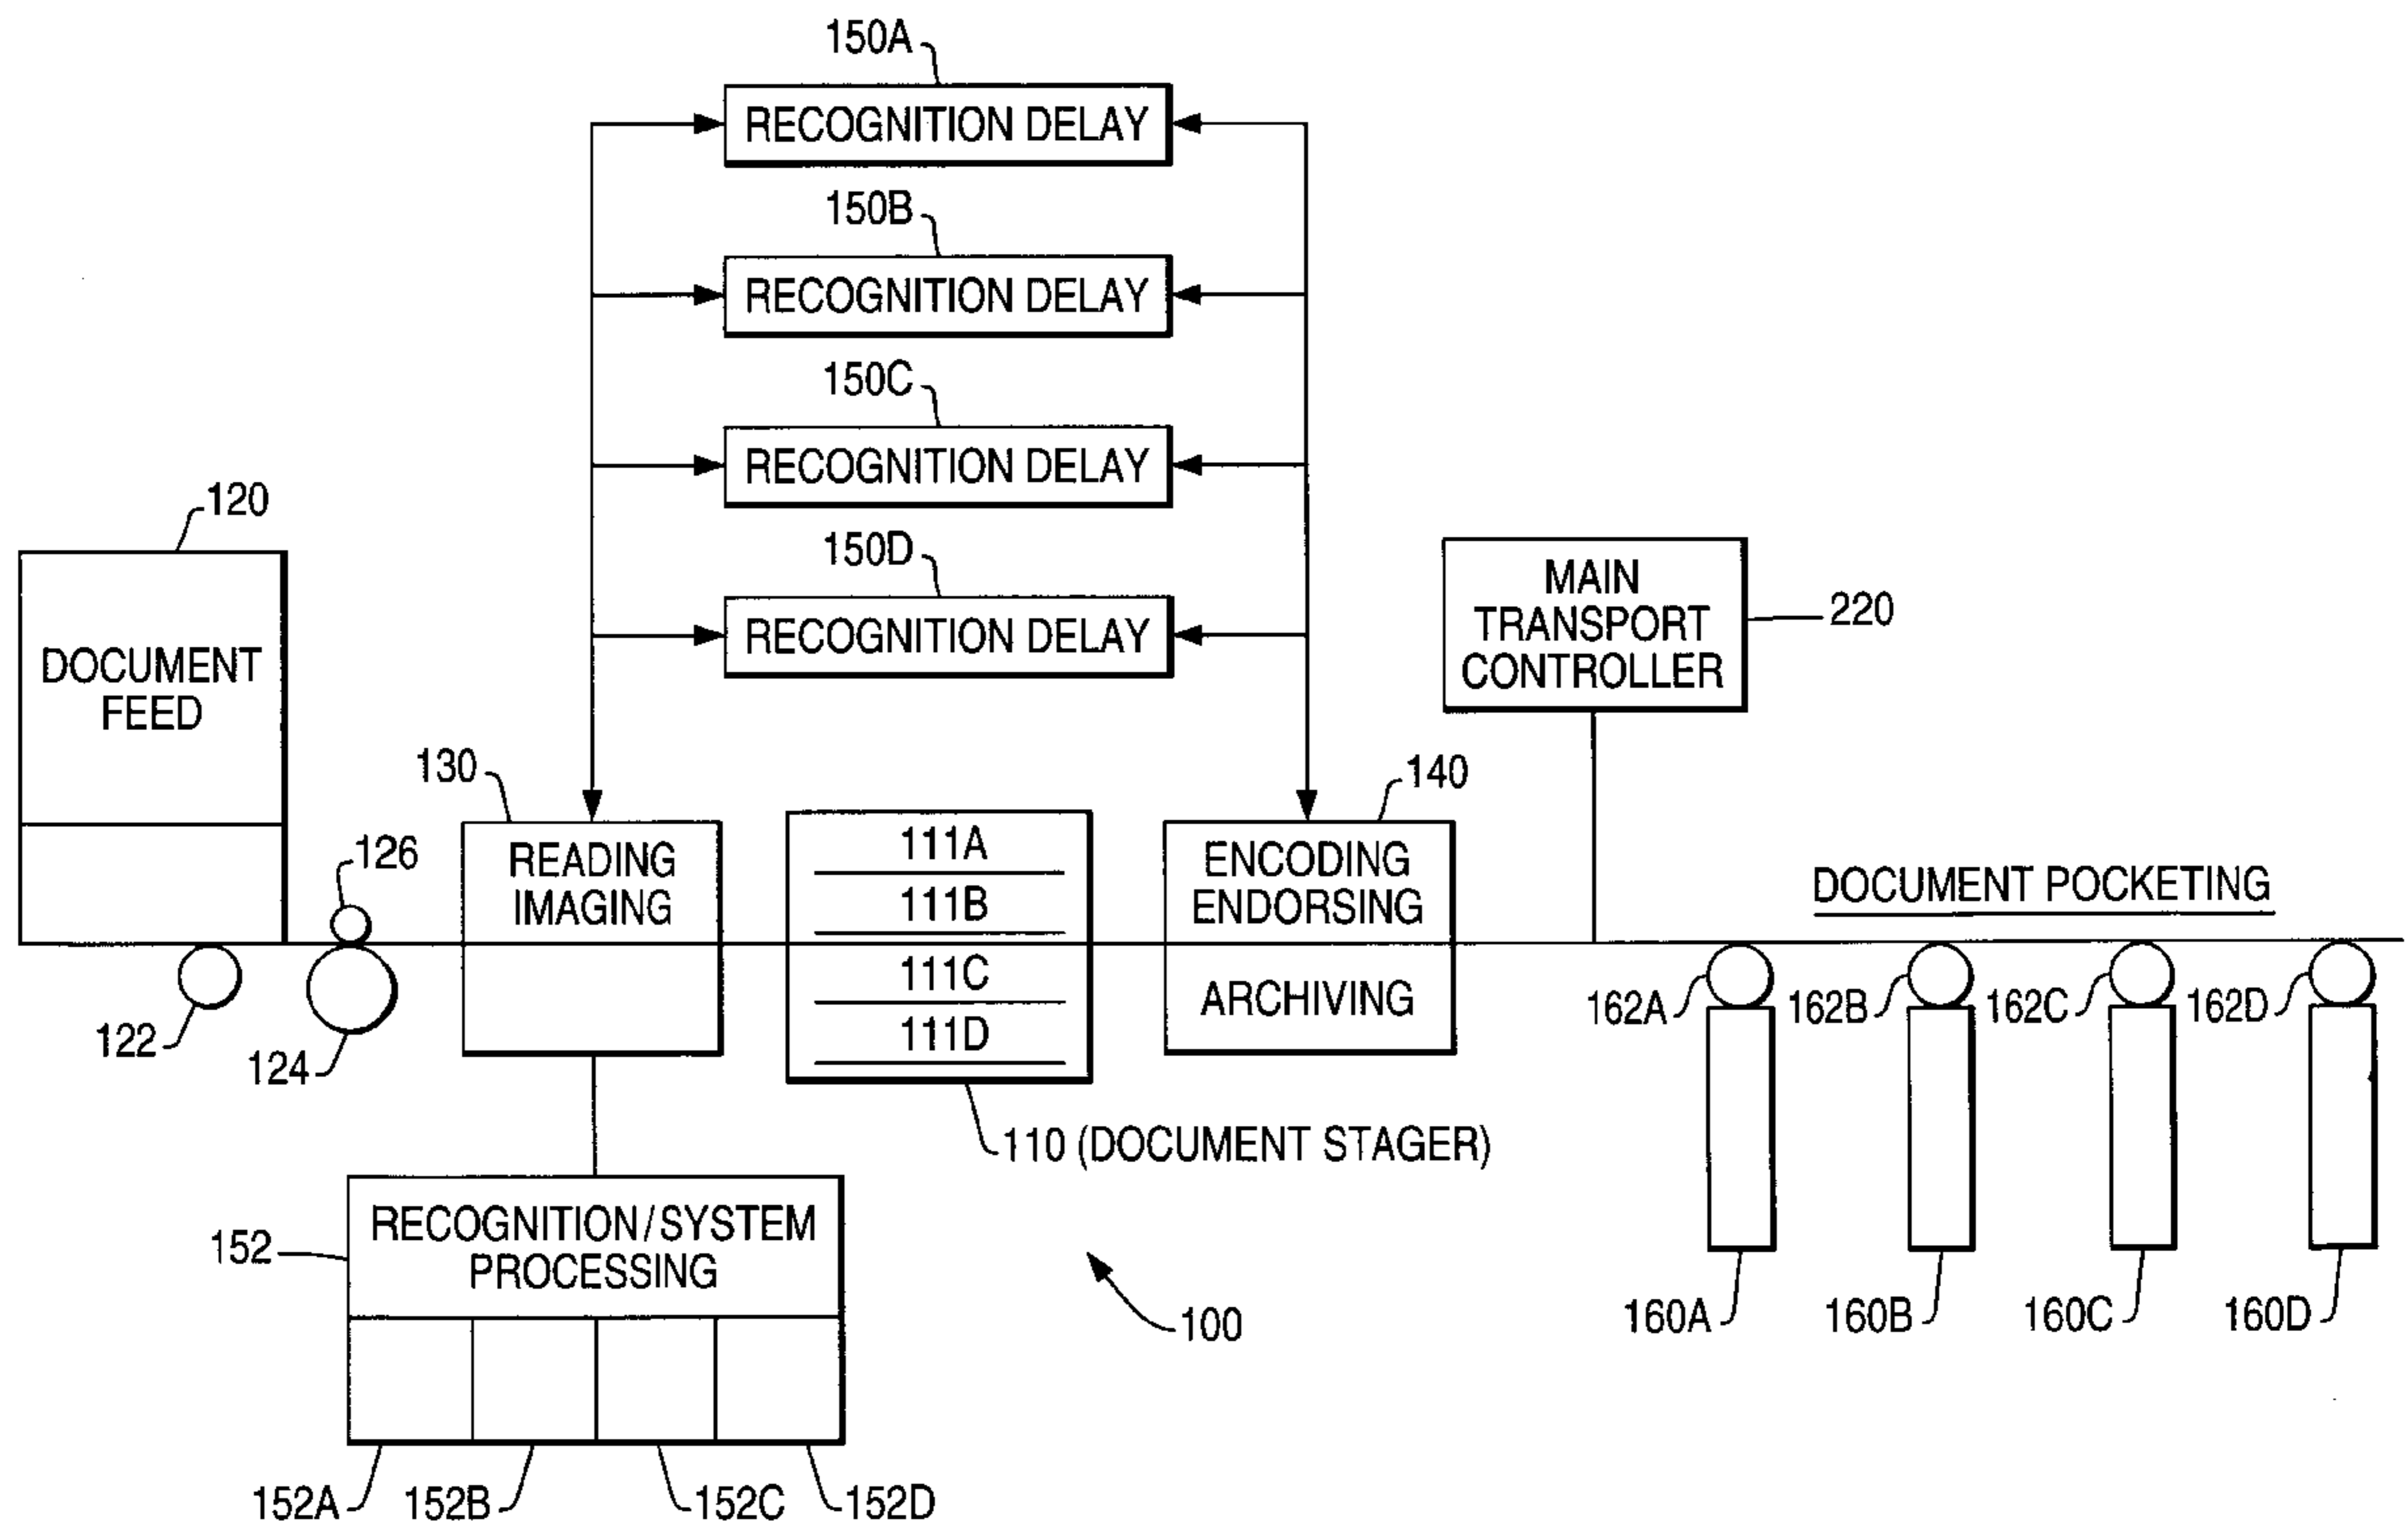 150A
RECOGNITION DELAY
150B
RECOGNITION DELAY
150C
RECOGNITION DELAY
150D
RECOGNITION DELAY
120
DOCUMENT
FEED
MAIN
TRANSPORT
CONTROLLER
220
126
122
124
130
READING
IMAGING
111A
111B
111C
111D
110 (DOCUMENT STAGER)
140
ENCODING
ENDORSING
ARCHIVING
DOCUMENT POCKETING
162A
162B
162C
162D
160A
160B
160C
160D
152
RECOGNITION/SYSTEM
PROCESSING
152A
152B
152C
152D
100